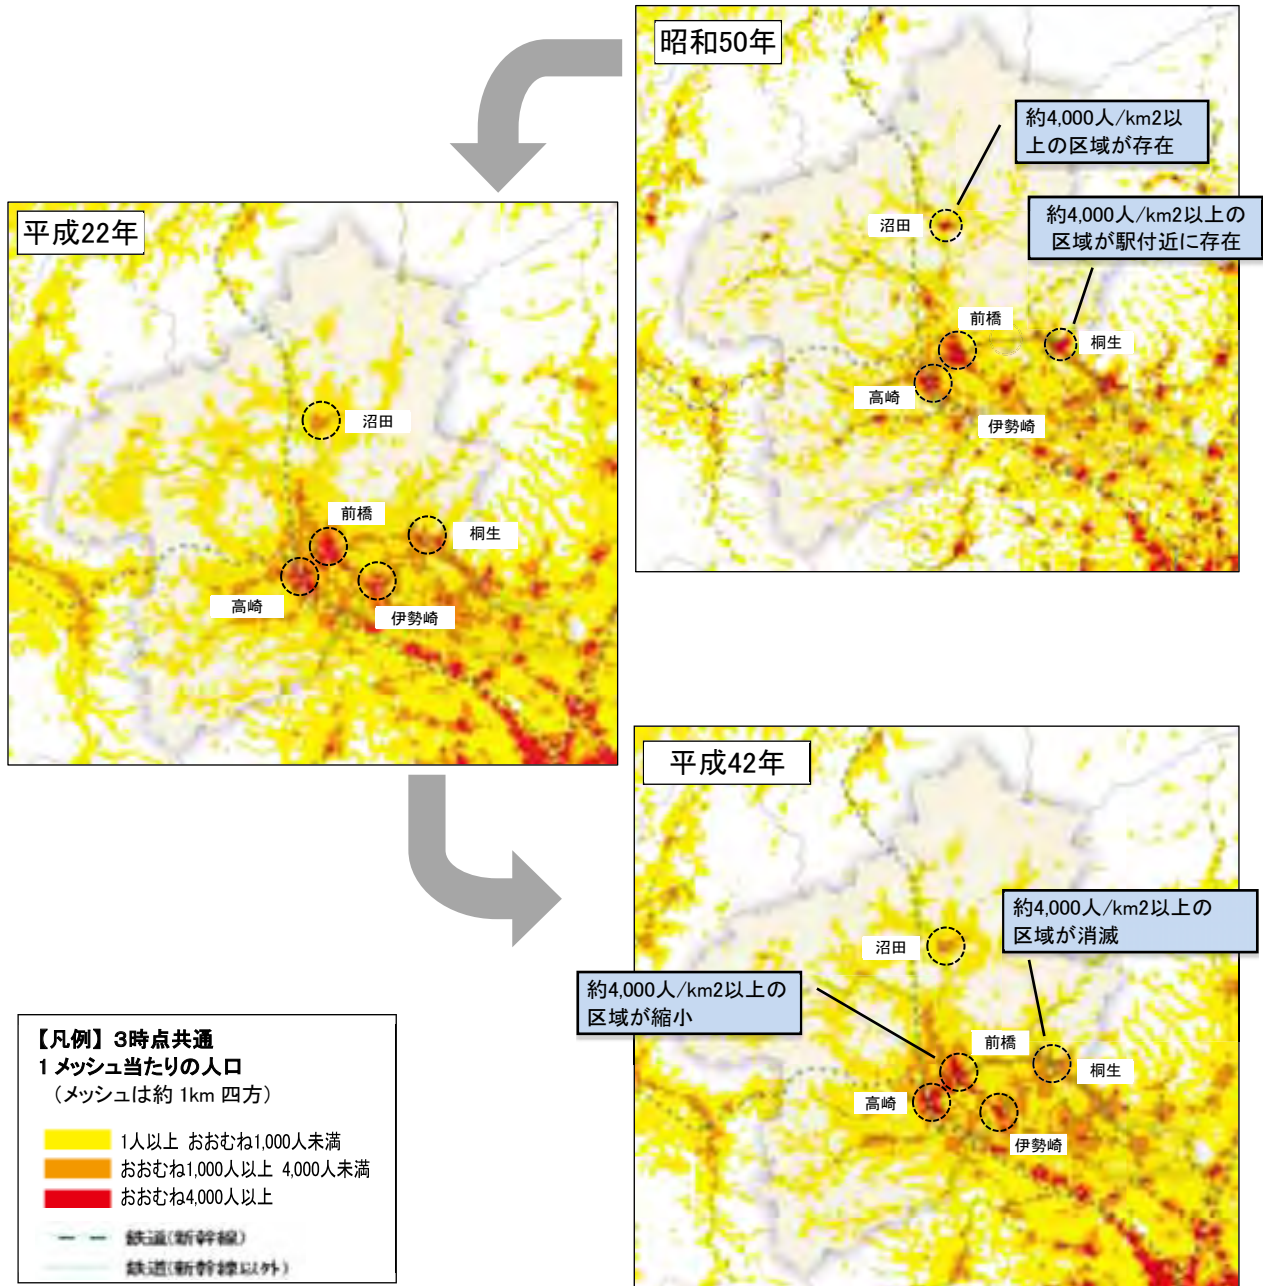 昭和50年
約4,000人/km2以
上の区域が存在
約4,000人/km2以上の
区域が駅付近に存在
沼田
前橋
桐生
高崎
伊勢崎
平成22年
沼田
前橋
桐生
高崎
伊勢崎
平成42年
約4,000人/km2以上の
区域が消滅
沼田
約4,000人/km2以上の
区域が縮小
前橋
桐生
高崎
伊勢崎
【凡例】 3時点共通
1 メッシュ当たりの人口
（メッシュは約 1km 四方）
1人以上 おおむね1,000人未満
おおむね1,000人以上 4,000人未満
おおむね4,000人以上
鉄道(新幹線)
鉄道(新幹線以外)